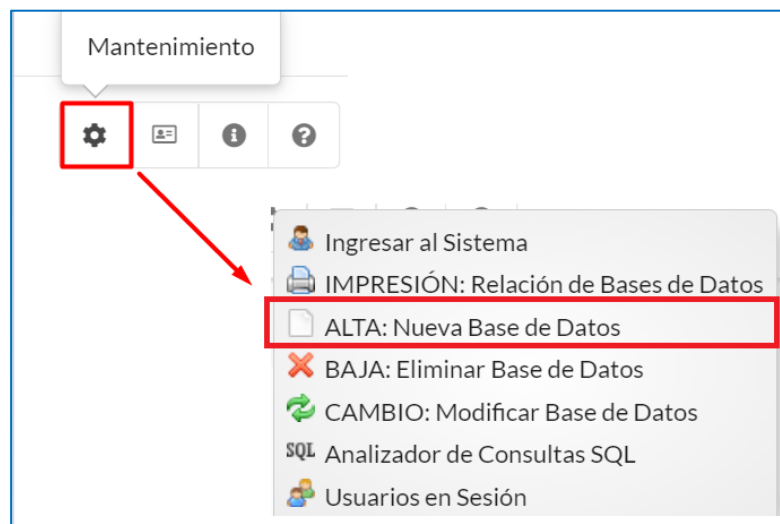 Mantenimiento
Ingresar al Sistema
IMPRESIÓN: Relación de Bases de Datos
ALTA: Nueva Base de Datos
BAJA: Eliminar Base de Datos
CAMBIO: Modificar Base de Datos
SQL Analizador de Consultas SQL
Usuarios en Sesión